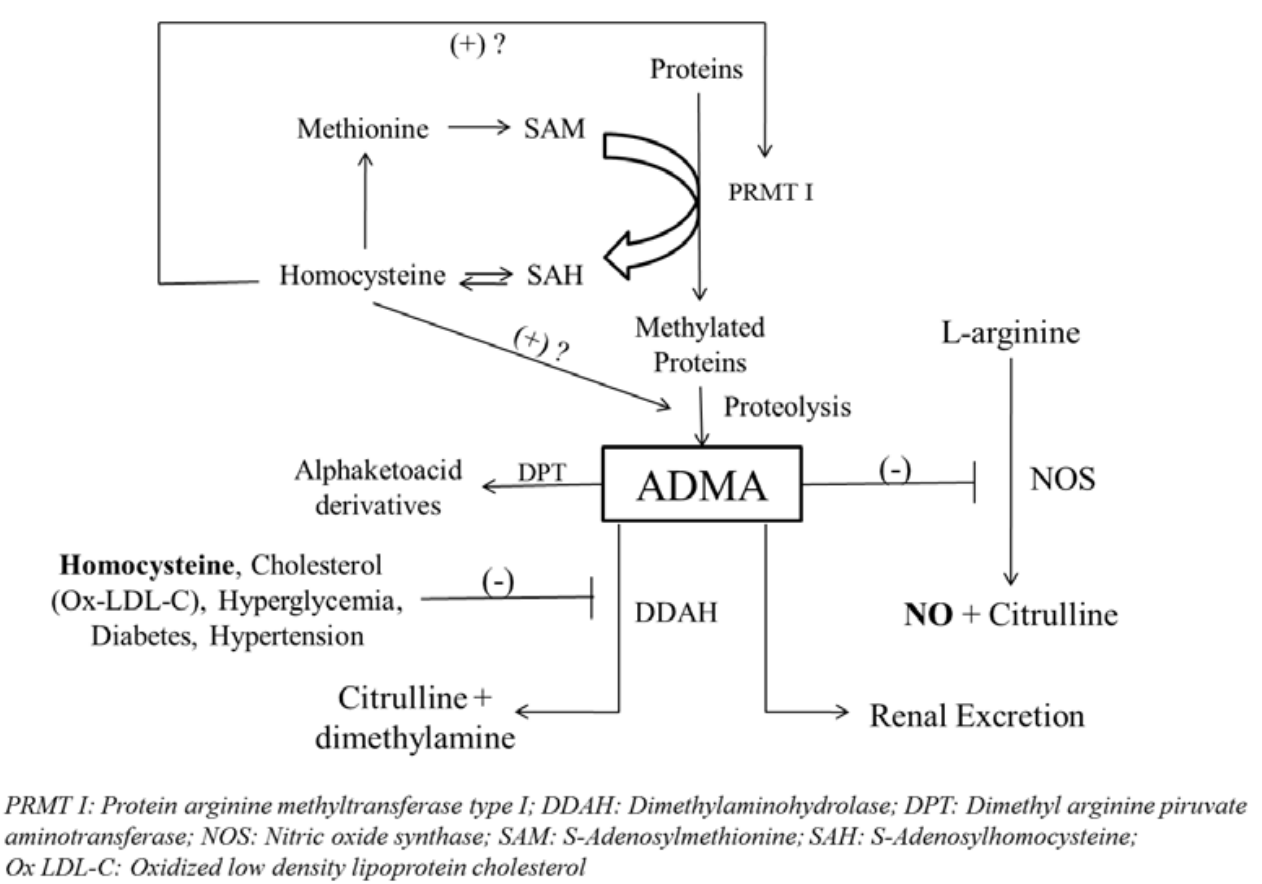 (+) ?
Proteins
Methionine
SAM
PRMT I
Homocysteine
SAH
(+) ?
Methylated
Proteins
L-arginine
Proteolysis
Alphaketoacid
derivatives
DPT
ADMA
(-)
NOS
Homocysteine, Cholesterol
(Ox-LDL-C), Hyperglycemia,
Diabetes, Hypertension
(-)
DDAH
NO + Citrulline
Citrulline +
dimethylamine
Renal Excretion
PRMT I: Protein arginine methyltransferase type I; DDAH: Dimethylaminohydrolase; DPT: Dimethyl arginine piruvate
aminotransferase; NOS: Nitric oxide synthase; SAM: S-Adenosylmethionine; SAH: S-Adenosylhomocysteine;
Ox LDL-C: Oxidized low density lipoprotein cholesterol